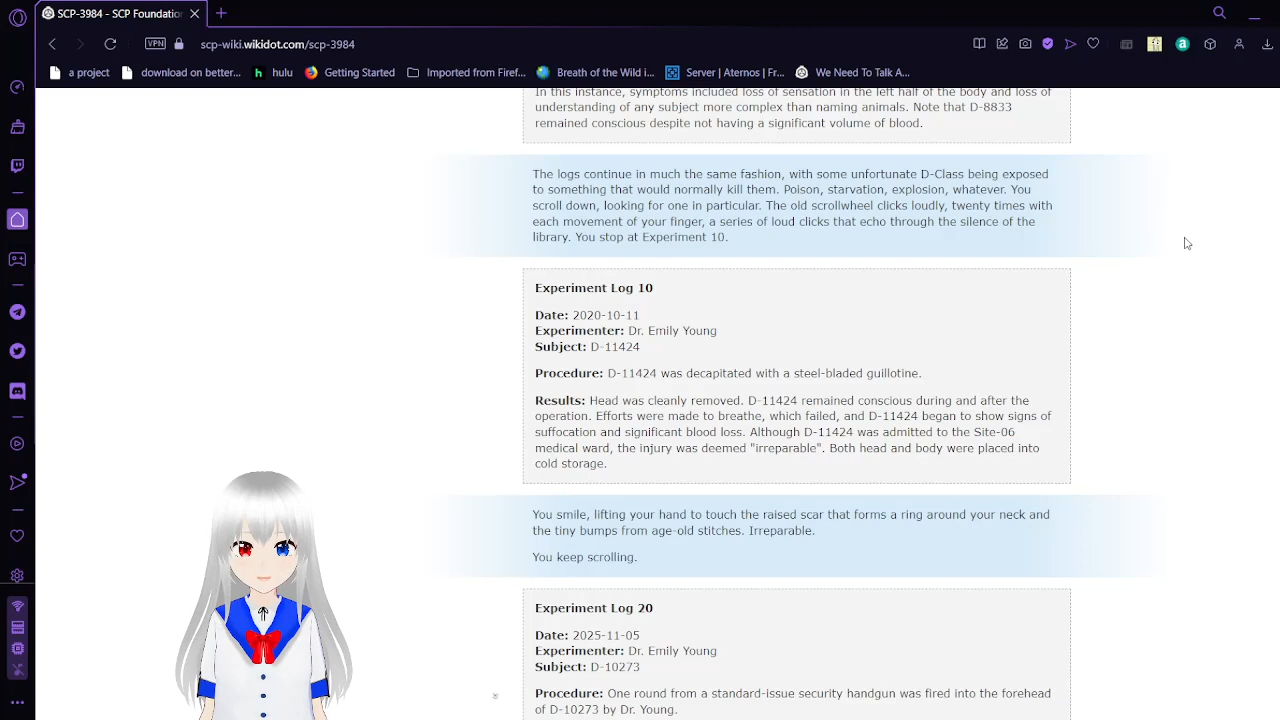 SCP-3984 - SCP Foundation
VPN
scp-wiki.wikidot.com/scp-3984
a project
download on better...
hulu
Getting Started
Imported from Firef...
Breath of the Wild i...
Server | Aternos | Fr...
We Need To Talk A...
In this instance, symptoms included loss of sensation in the left half of the body and loss of
understanding of any subject more complex than naming animals. Note that D-8833
remained conscious despite not having a significant volume of blood.
The logs continue in much the same fashion, with some unfortunate D-Class being exposed
to something that would normally kill them. Poison, starvation, explosion, whatever. You
scroll down, looking for one in particular. The old scrollwheel clicks loudly, twenty times with
each movement of your finger, a series of loud clicks that echo through the silence of the
library. You stop at Experiment 10.
Experiment Log 10
Date: 2020-10-11
Experimenter: Dr. Emily Young
Subject: D-11424
Procedure: D-11424 was decapitated with a steel-bladed guillotine.
Results: Head was cleanly removed. D-11424 remained conscious during and after the
operation. Efforts were made to breathe, which failed, and D-11424 began to show signs of
suffocation and significant blood loss. Although D-11424 was admitted to the Site-06
medical ward, the injury was deemed "irreparable". Both head and body were placed into
cold storage.
You smile, lifting your hand to touch the raised scar that forms a ring around your neck and
the tiny bumps from age-old stitches. Irreparable.
You keep scrolling.
Experiment Log 20
Date: 2025-11-05
Experimenter: Dr. Emily Young
Subject: D-10273
Procedure: One round from a standard-issue security handgun was fired into the forehead
of D-10273 by Dr. Young.